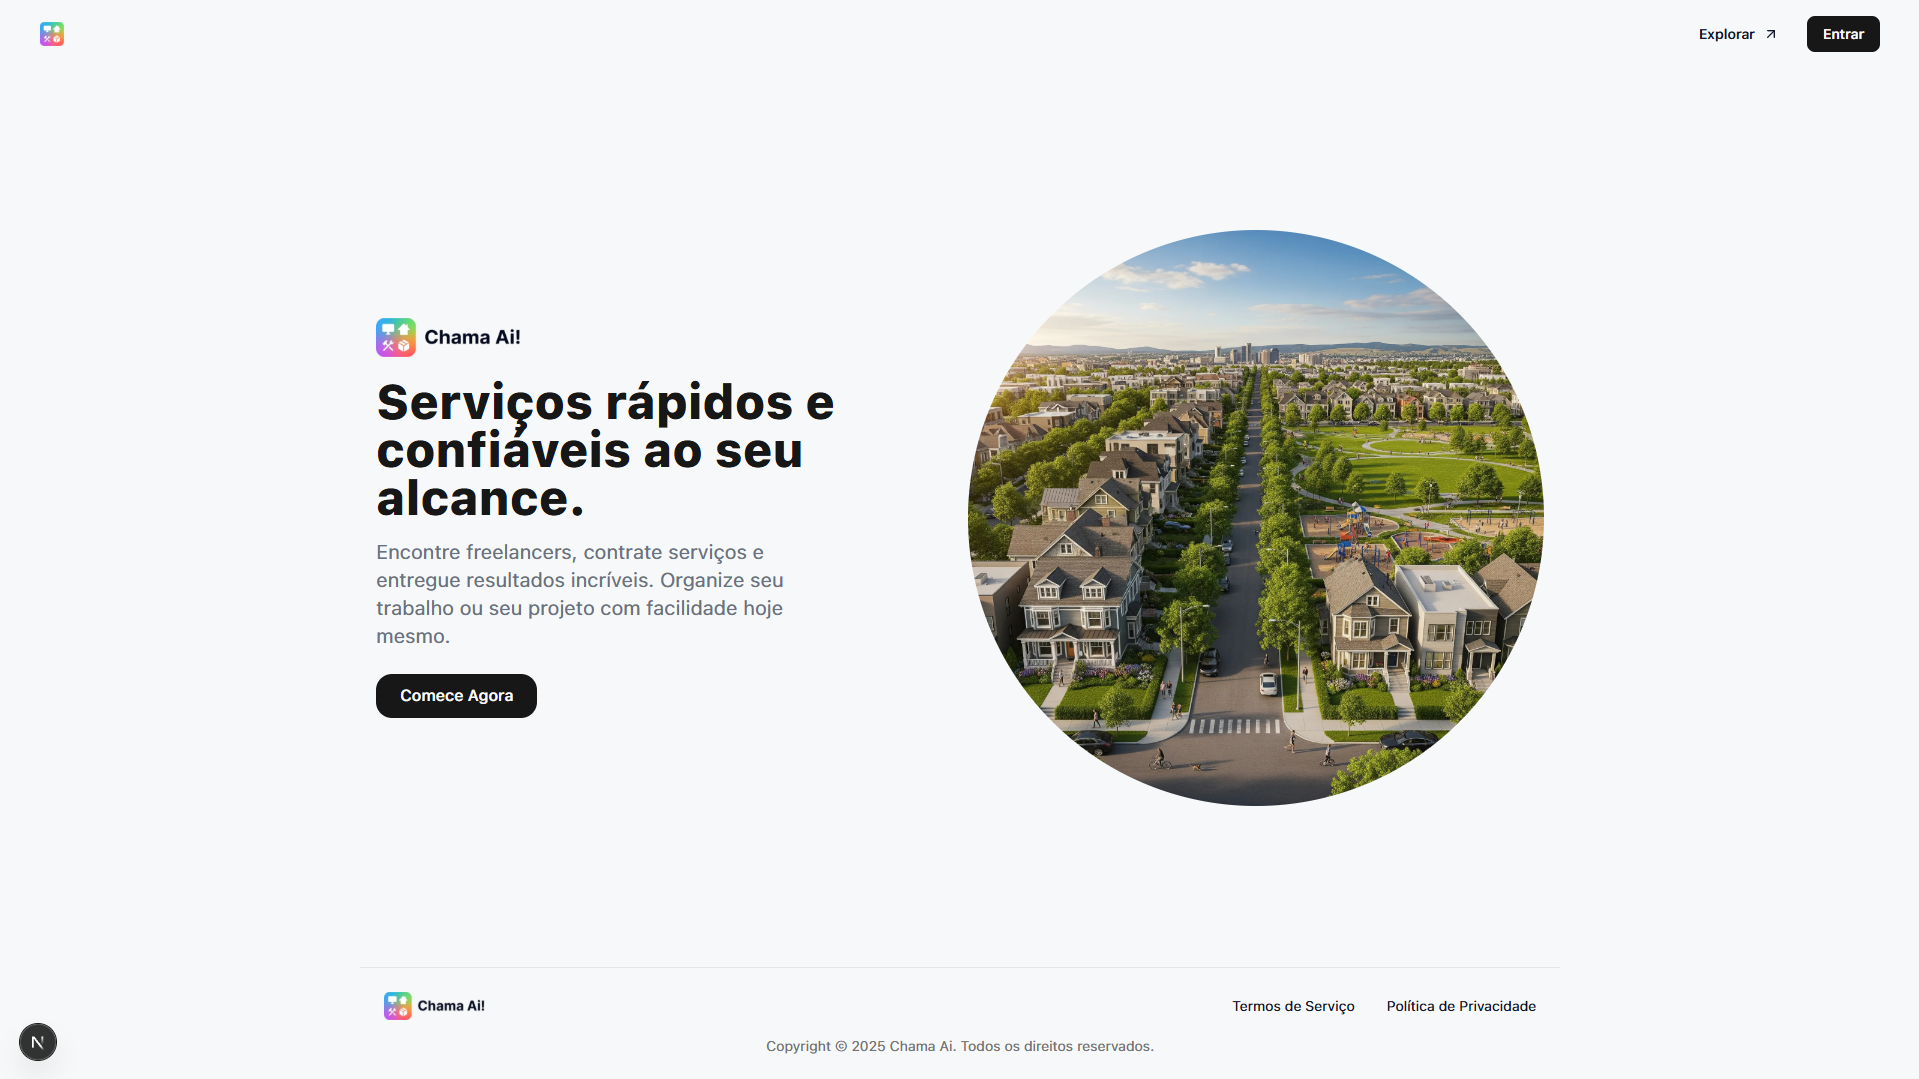 Explorar
Entrar
Chama Ai!
Serviços rápidos e
confiáveis ao seu
alcance.
Encontre freelancers, contrate serviços e
entregue resultados incríveis. Organize seu
trabalho ou seu projeto com facilidade hoje
mesmo.
Comece Agora
Chama Ai!
Termos de Serviço
Política de Privacidade
Copyright © 2025 Chama Ai. Todos os direitos reservados.
N